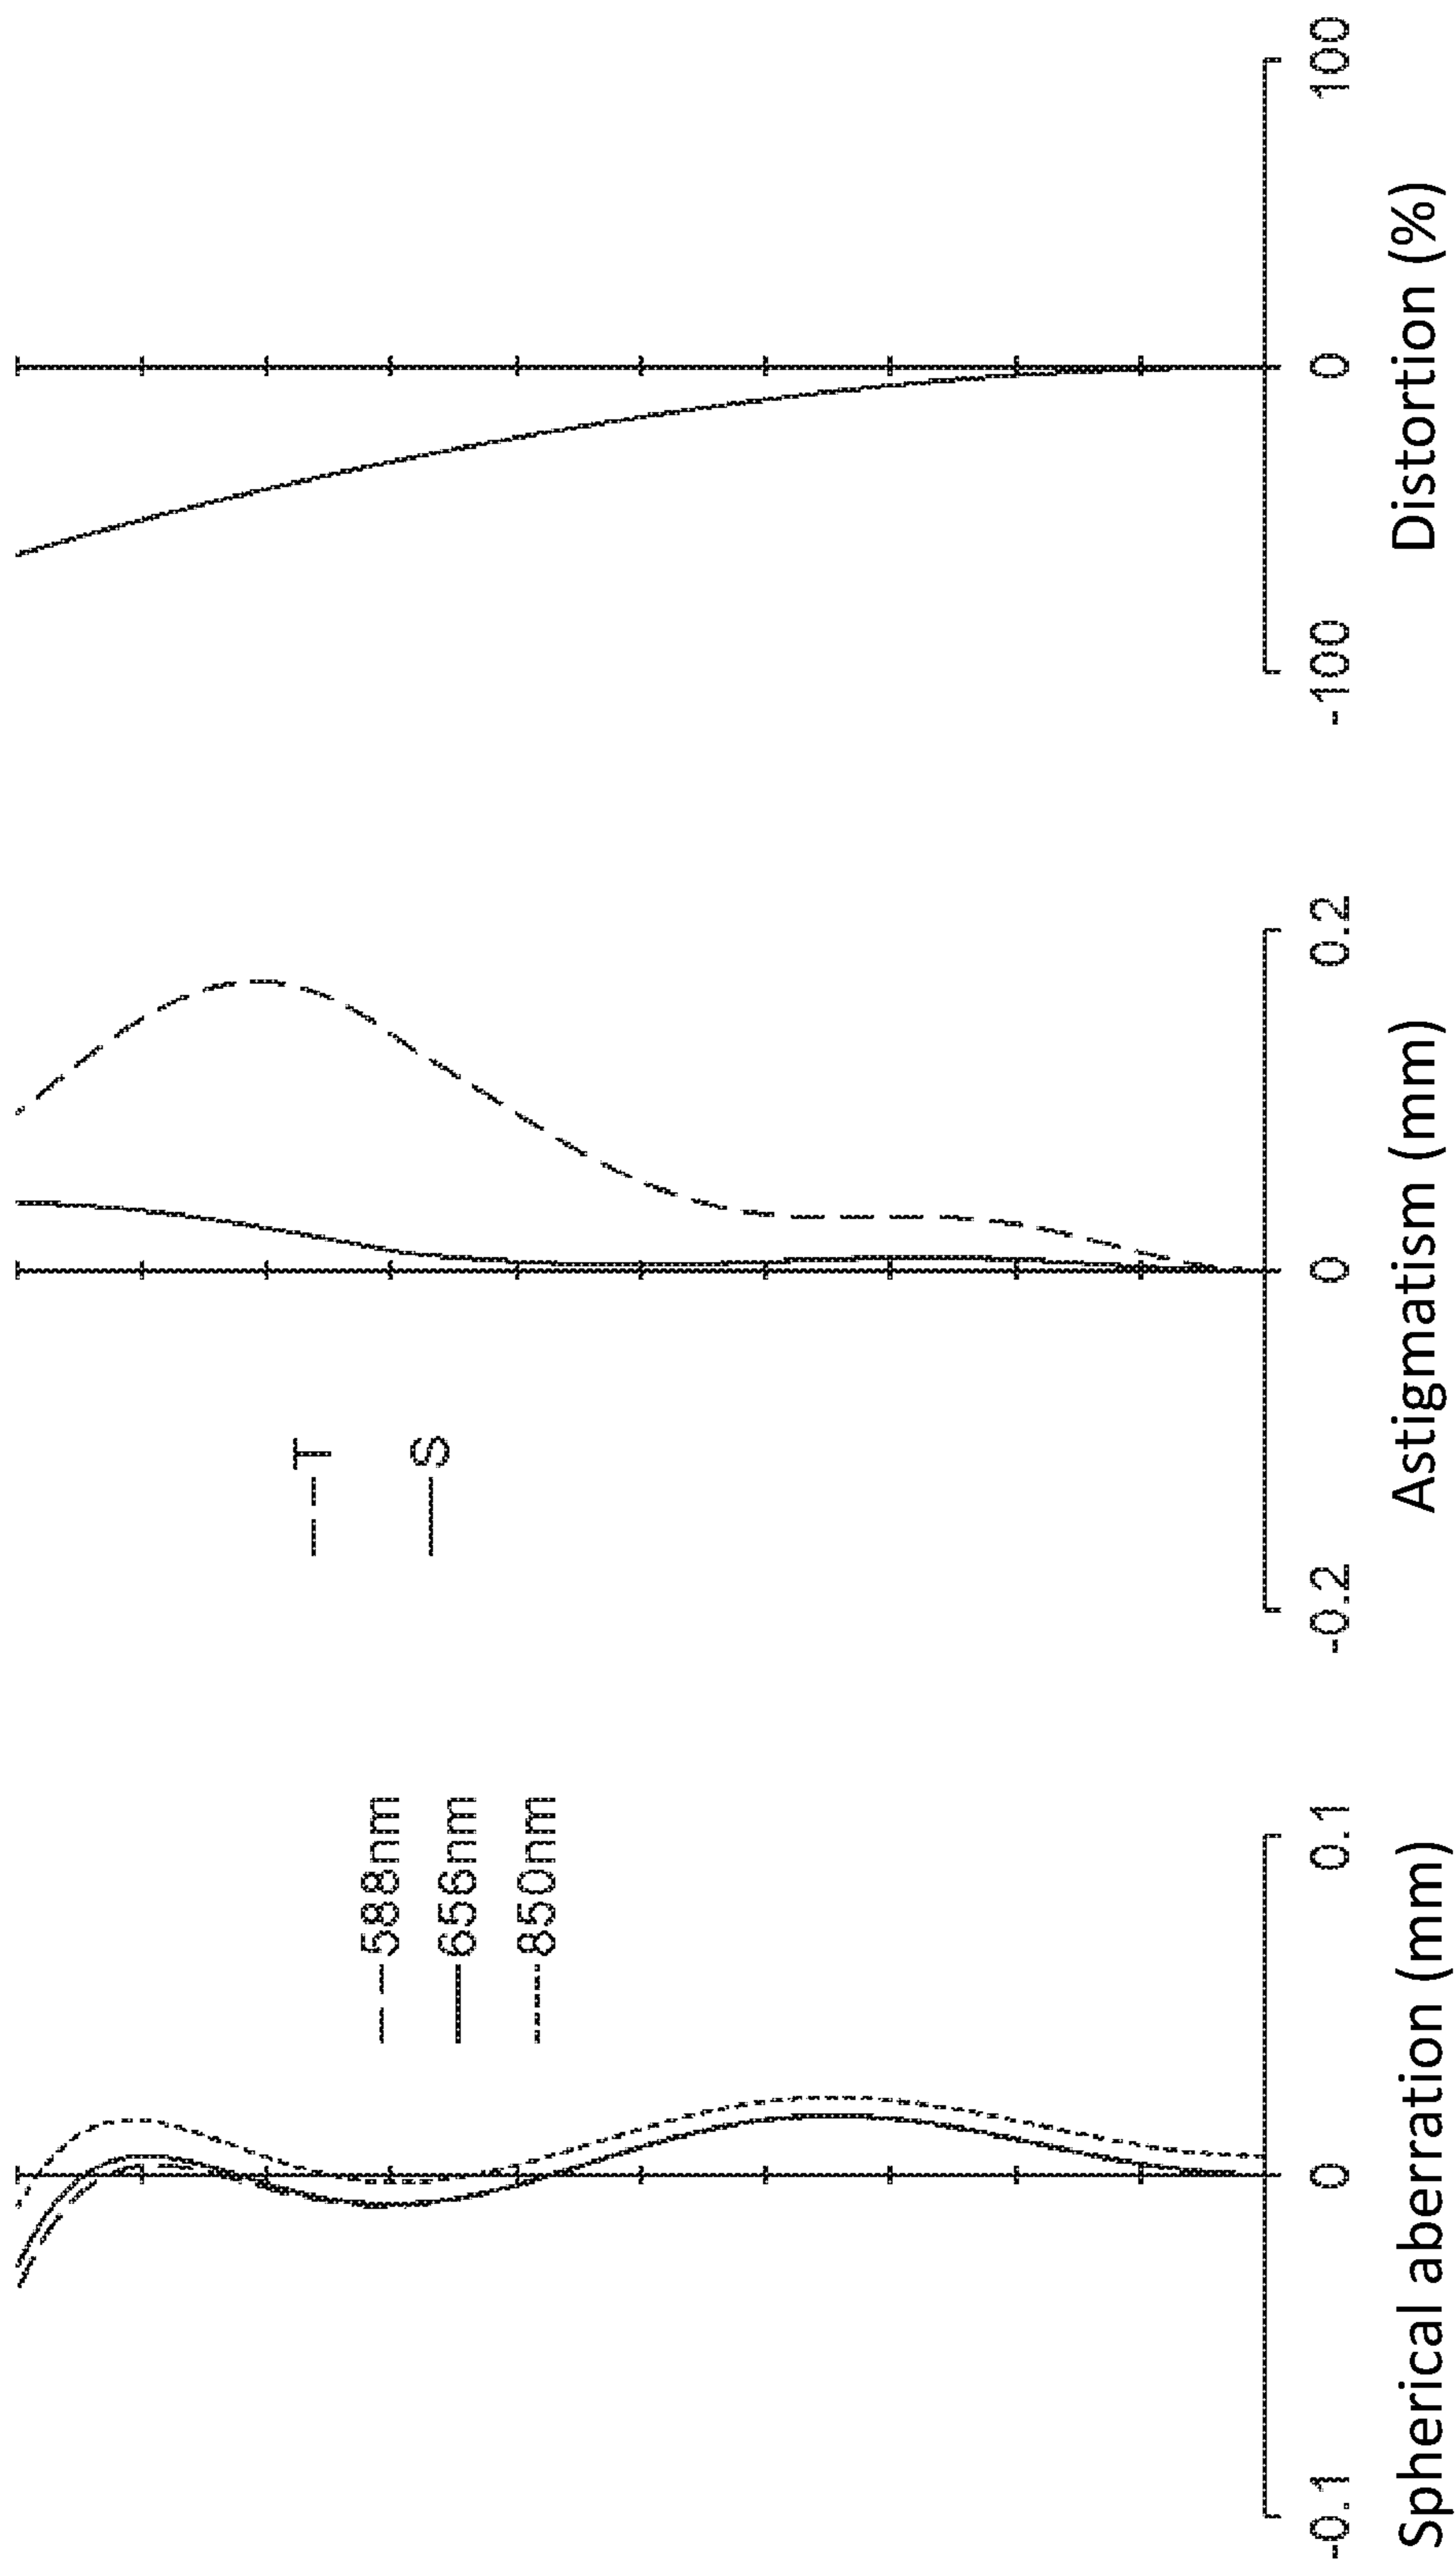 588nm
656nm
850nm
-0.1
0
0.1
Spherical aberration (mm)
T
S
-0.2
0
0.2
Astigmatism (mm)
-100
0
100
Distortion (%)